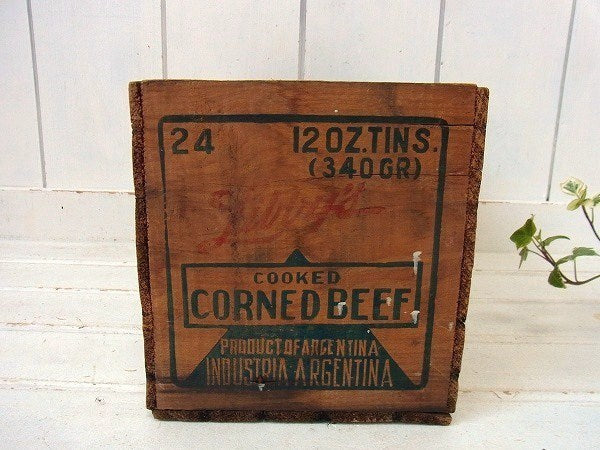 24 12 OZ. TINS.
(340 GR)
COOKED
CORNED BEEF
PRODUCT OF ARGENTINA
INDUSTRIA ARGENTINA